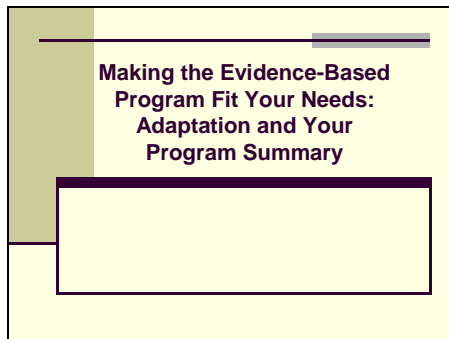 Making the Evidence-Based
Program Fit Your Needs:
Adaptation and Your
Program Summary